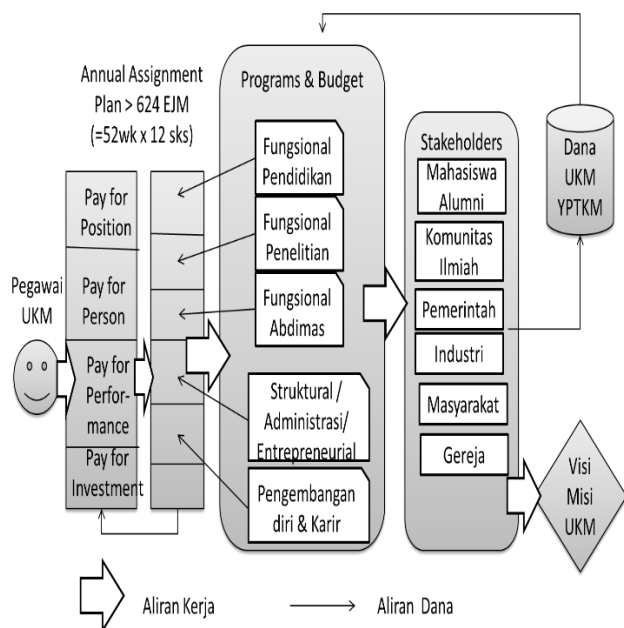 Annual Assignment
Plan > 624 EJM
(=52wk x 12 sks)
Pegawai
UKM
Pay for
Position
Pay for
Person
Pay for
Perfor-
mance
Pay for
Investment
Programs & Budget
Fungsional
Pendidikan
Fungsional
Penelitian
Fungsional
Abdimas
Struktural /
Administrasi/
Entrepreneurial
Pengembangan
diri & Karir
Stakeholders
Mahasiswa
Alumni
Komunitas
Ilmiah
Pemerintah
Industri
Masyarakat
Gereja
Dana
UKM
YPTKM
Visi
Misi
UKM
Aliran Kerja
Aliran Dana